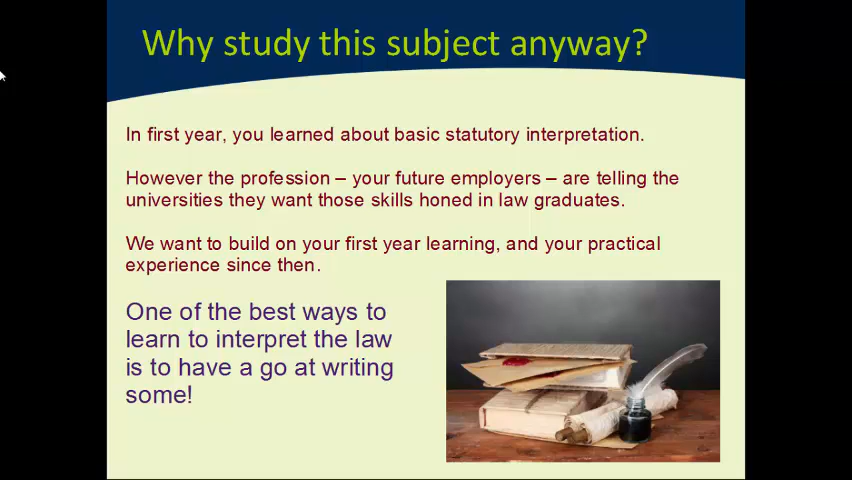 Why study this subject anyway?
In first year, you learned about basic statutory interpretation.
However the profession – your future employers – are telling the
universities they want those skills honed in law graduates.
We want to build on your first year learning, and your practical
experience since then.
One of the best ways to
learn to interpret the law
is to have a go at writing
some!